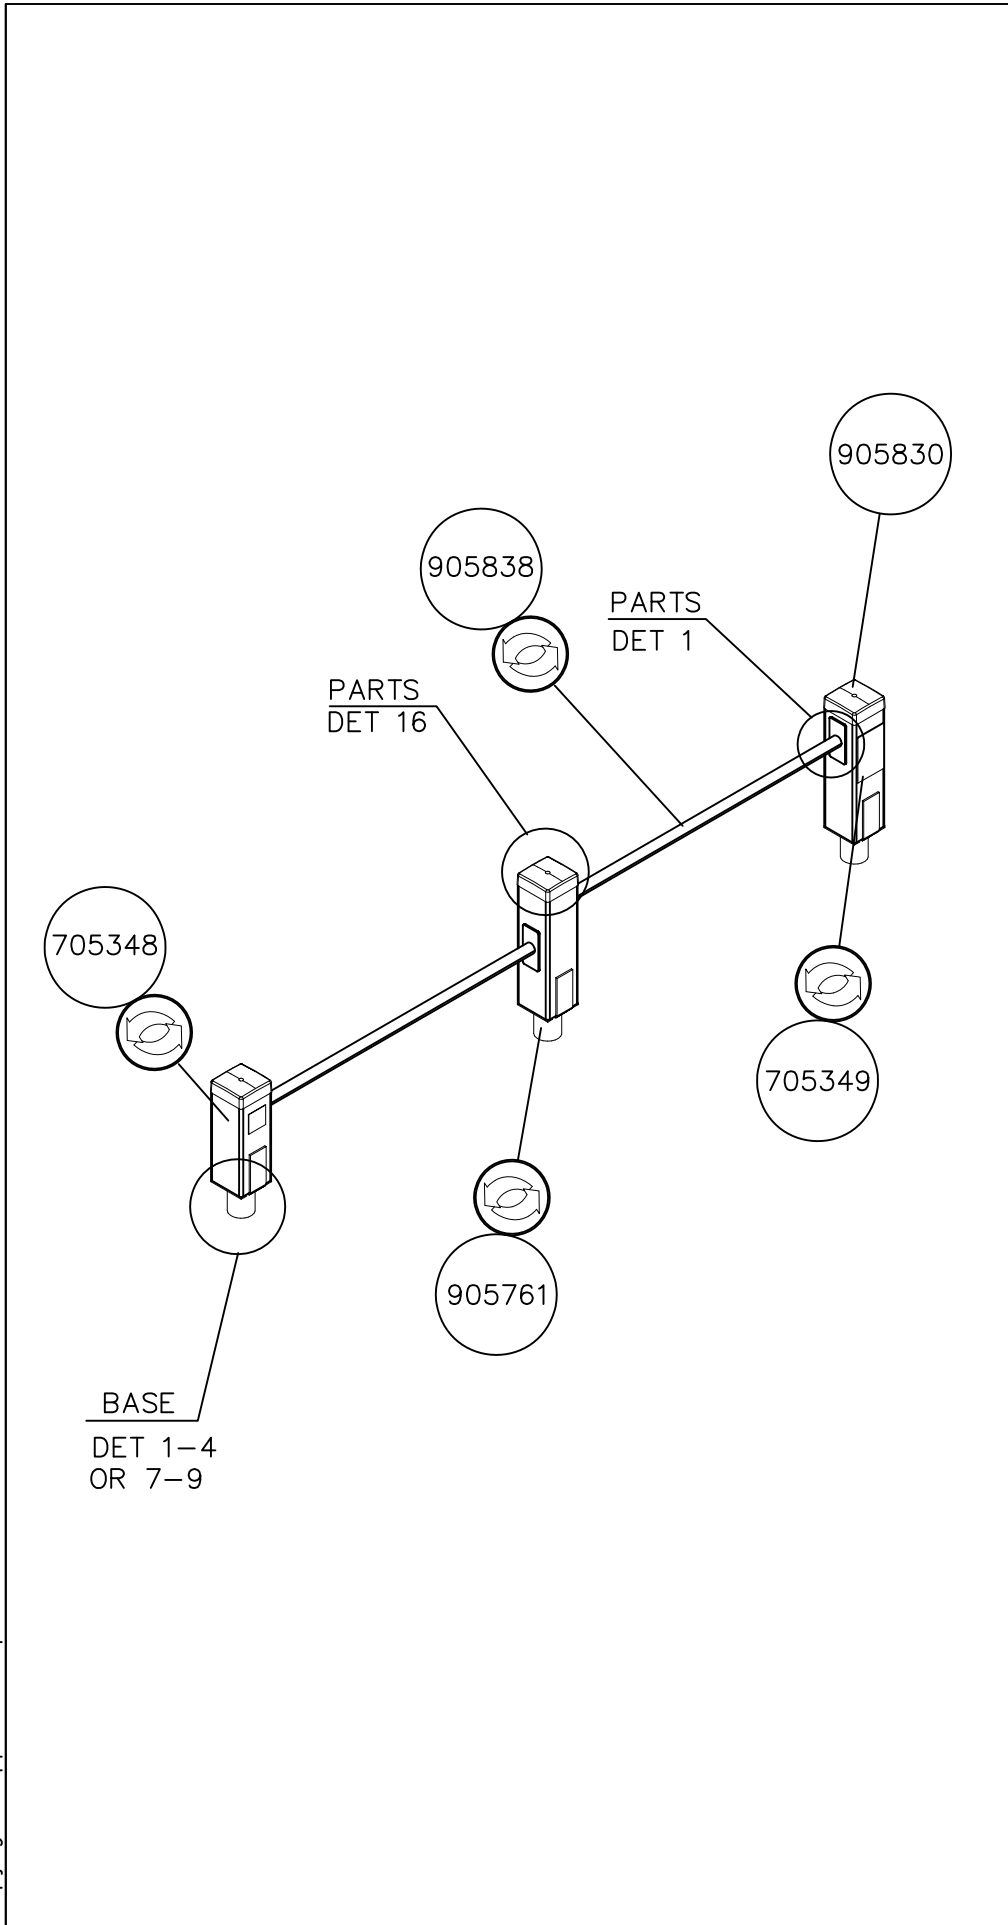 905830
905838
PARTS
DET 1
PARTS
DET 16
705348
705349
905761
BASE
DET 1-4
OR 7-9